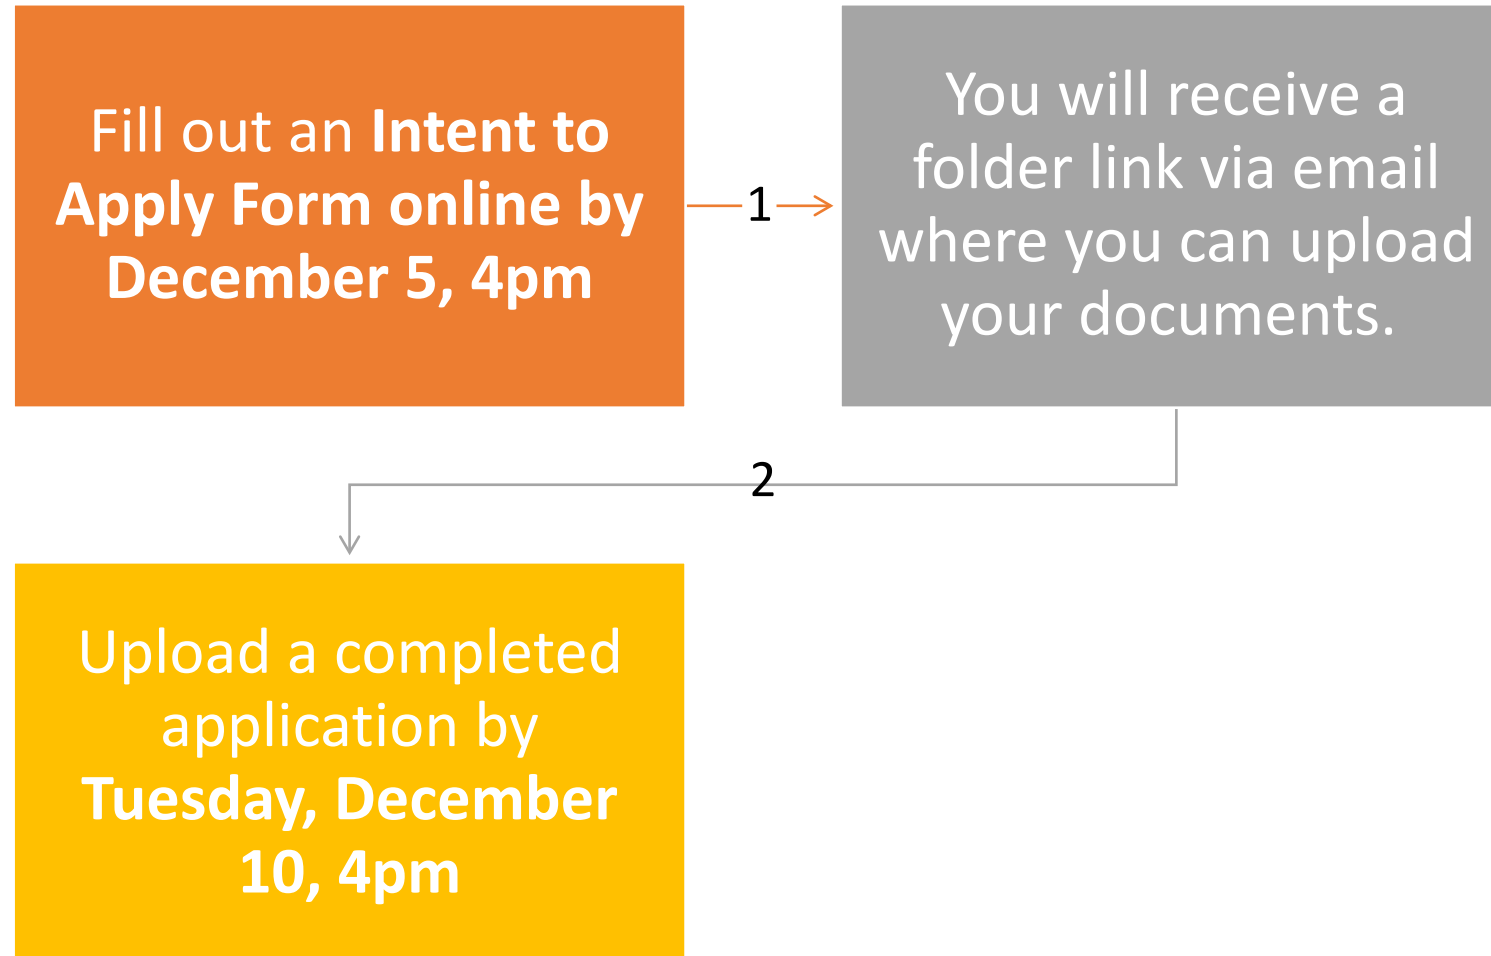 Fill out an Intent to
Apply Form online by
December 5, 4pm
1
You will receive a
folder link via email
where you can upload
your documents.
2
Upload a completed
application by
Tuesday, December
10, 4pm